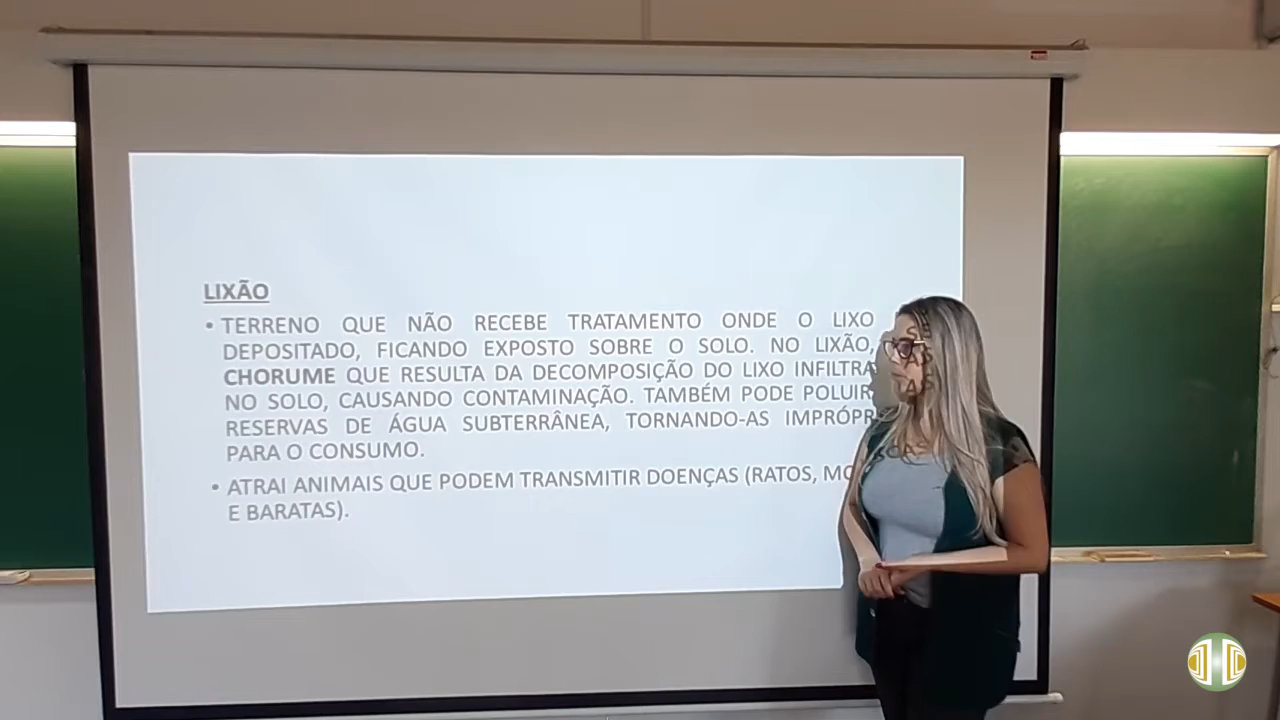 LIXÃO
• TERRENO QUE NÃO RECEBE TRATAMENTO ONDE O LIXO
DEPOSITADO, FICANDO EXPOSTO SOBRE O SOLO. NO LIXÃO,
CHORUME QUE RESULTA DA DECOMPOSIÇÃO DO LIXO INFILTRA
NO SOLO, CAUSANDO CONTAMINAÇÃO. TAMBÉM PODE POLUIR
RESERVAS DE ÁGUA SUBTERRÂNEA, TORNANDO-AS IMPRÓPR
PARA O CONSUMO.
• ATRAI ANIMAIS QUE PODEM TRANSMITIR DOENÇAS (RATOS,
E BARATAS).